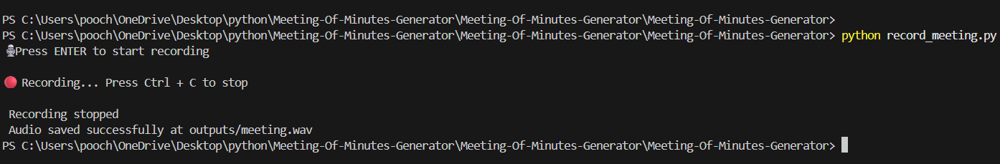 PS C:\Users\pooch\OneDrive\Desktop\python\Meeting-Of-Minutes-Generator\Meeting-Of-Minutes-Generator\Meeting-Of-Minutes-Generator>
PS C:\Users\pooch\OneDrive\Desktop\python\Meeting-Of-Minutes-Generator\Meeting-Of-Minutes-Generator\Meeting-Of-Minutes-Generator> python record_meeting.py
🎙️Press ENTER to start recording
🔴 Recording... Press Ctrl + C to stop
Recording stopped
Audio saved successfully at outputs/meeting.wav
PS C:\Users\pooch\OneDrive\Desktop\python\Meeting-Of-Minutes-Generator\Meeting-Of-Minutes-Generator\Meeting-Of-Minutes-Generator>